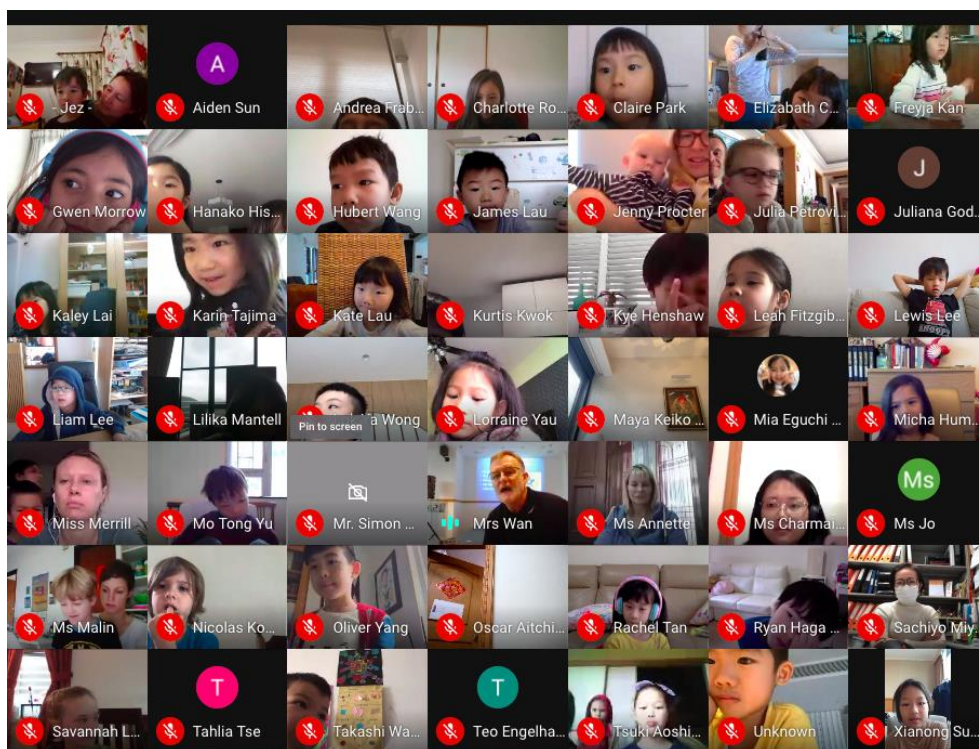 - Jez -
A
Aiden Sun
Andrea Frab...
Charlotte Ro...
Claire Park
Elizabath C...
Freyja Kan
Gwen Morrow
Hanako His...
Hubert Wang
James Lau
Jenny Procter
Julia Petrovi...
J
Juliana God...
Kaley Lai
Karin Tajima
Kate Lau
Kurtis Kwok
Kye Henshaw
Leah Fitzgib...
Lewis Lee
Liam Lee
Lilika Mantell
Wong
Pin to screen
Lorraine Yau
Maya Keiko ...
Mia Eguchi ...
Micha Hum...
Miss Merrill
Mo Tong Yu
Mr. Simon ...
Mrs Wan
Ms Annette
Ms Charmai...
Ms
Ms Jo
Ms Malin
Nicolas Ko...
Oliver Yang
Oscar Aitchi...
Rachel Tan
Ryan Haga ...
Sachiyo Miy...
Savannah L...
T
Tahlia Tse
Takashi Wa...
T
Teo Engelha...
Tsuki Aoshi...
Unknown
Xianong Su...